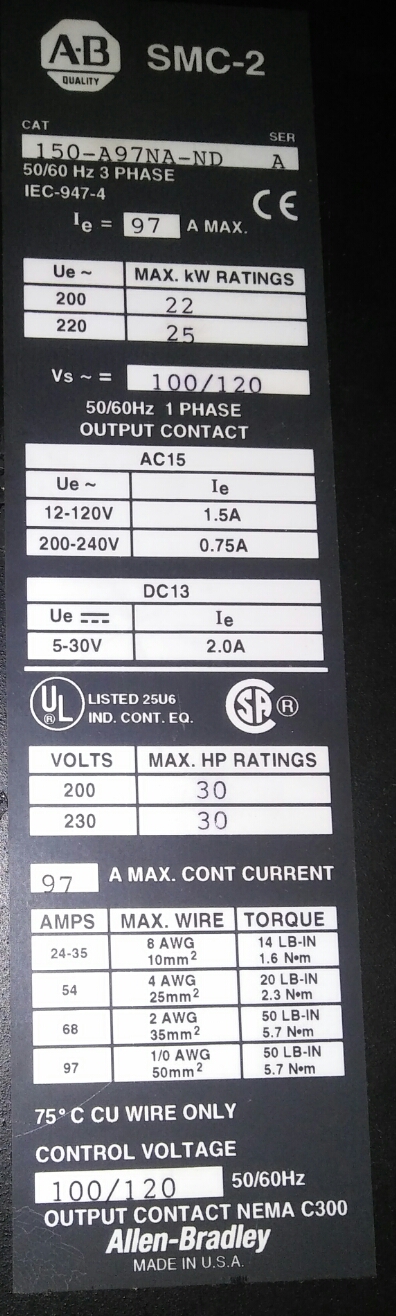 A-B
QUALITY
SMC-2
CAT SER
150-A97NA-ND A
50/60 Hz 3 PHASE
IEC-947-4
CE
Ie = 97 A MAX.
Ue ~ MAX. kW RATINGS
200 22
220 25
Vs ~ = 100/120
50/60Hz 1 PHASE
OUTPUT CONTACT
AC15
Ue ~ Ie
12-120V 1.5A
200-240V 0.75A
DC13
Ue ⎓ Ie
5-30V 2.0A
UL ® LISTED 25U6
IND. CONT. EQ.
SA ®
VOLTS MAX. HP RATINGS
200 30
230 30
97 A MAX. CONT CURRENT
AMPS MAX. WIRE TORQUE
24-35 8 AWG 14 LB-IN
10mm² 1.6 N•m
54 4 AWG 20 LB-IN
25mm² 2.3 N•m
68 2 AWG 50 LB-IN
35mm² 5.7 N•m
97 1/0 AWG 50 LB-IN
50mm² 5.7 N•m
75° C CU WIRE ONLY
CONTROL VOLTAGE
100/120 50/60Hz
OUTPUT CONTACT NEMA C300
Allen-Bradley
MADE IN U.S.A.